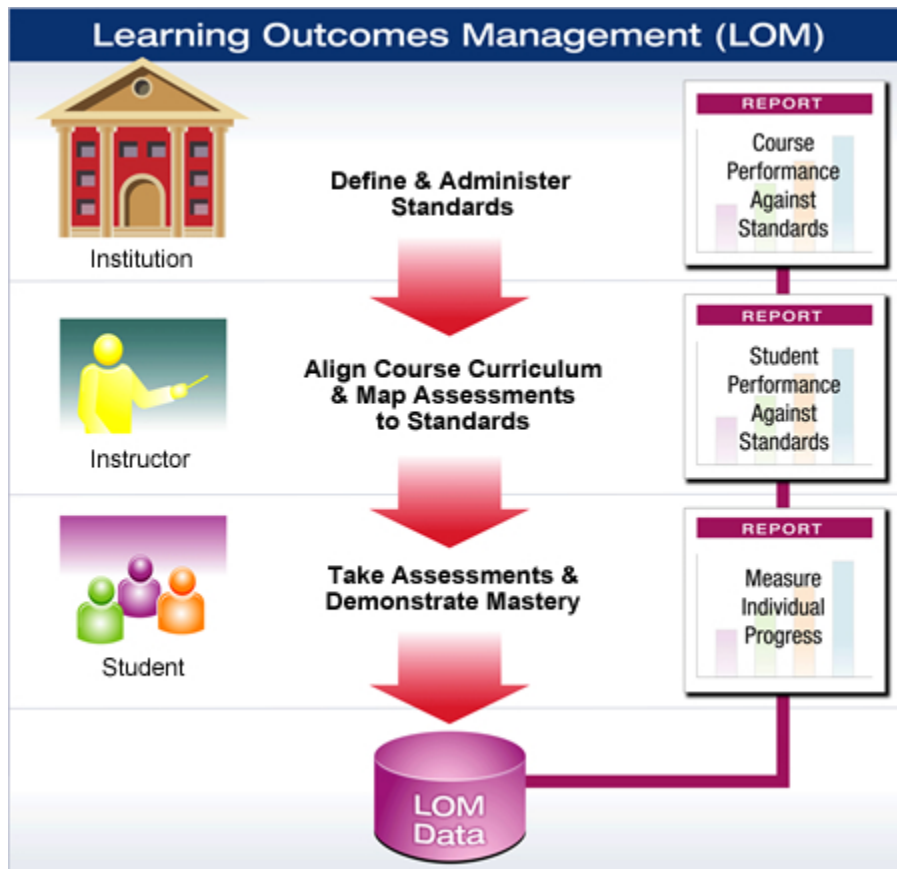 Learning Outcomes Management (LOM)
Institution
Define & Administer
Standards
REPORT
Course
Performance
Against
Standards
Instructor
Align Course Curriculum
& Map Assessments
to Standards
REPORT
Student
Performance
Against
Standards
Student
Take Assessments &
Demonstrate Mastery
REPORT
Measure
Individual
Progress
LOM
Data